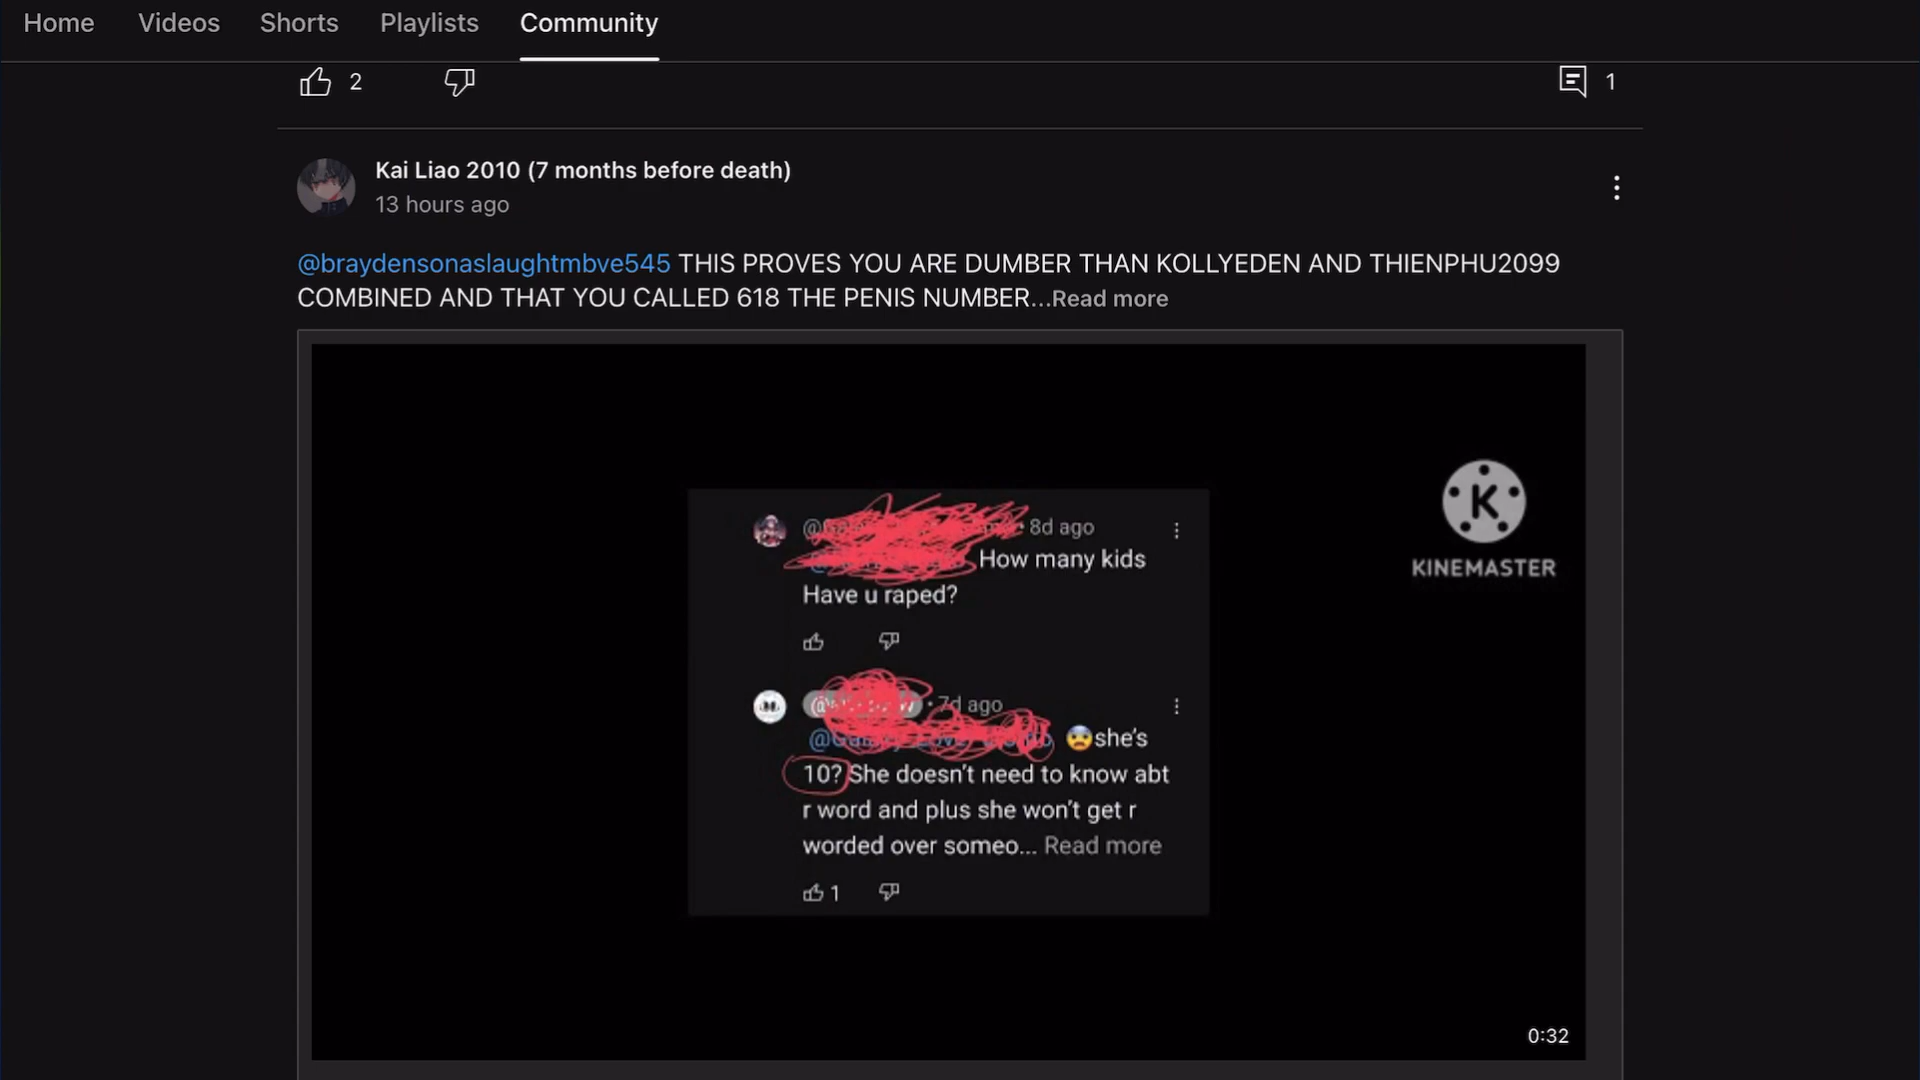 Home Videos Shorts Playlists Community
2 1
Kai Liao 2010 (7 months before death)
13 hours ago
@braydensonaslaughtmbve545 THIS PROVES YOU ARE DUMBER THAN KOLLYEDEN AND THIENPHU2099
COMBINED AND THAT YOU CALLED 618 THE PENIS NUMBER...Read more
K
KINEMASTER
• 8d ago
How many kids
Have u raped?
• 7d ago
she's
10? She doesn't need to know abt
r word and plus she won't get r
worded over someo... Read more
1
0:32